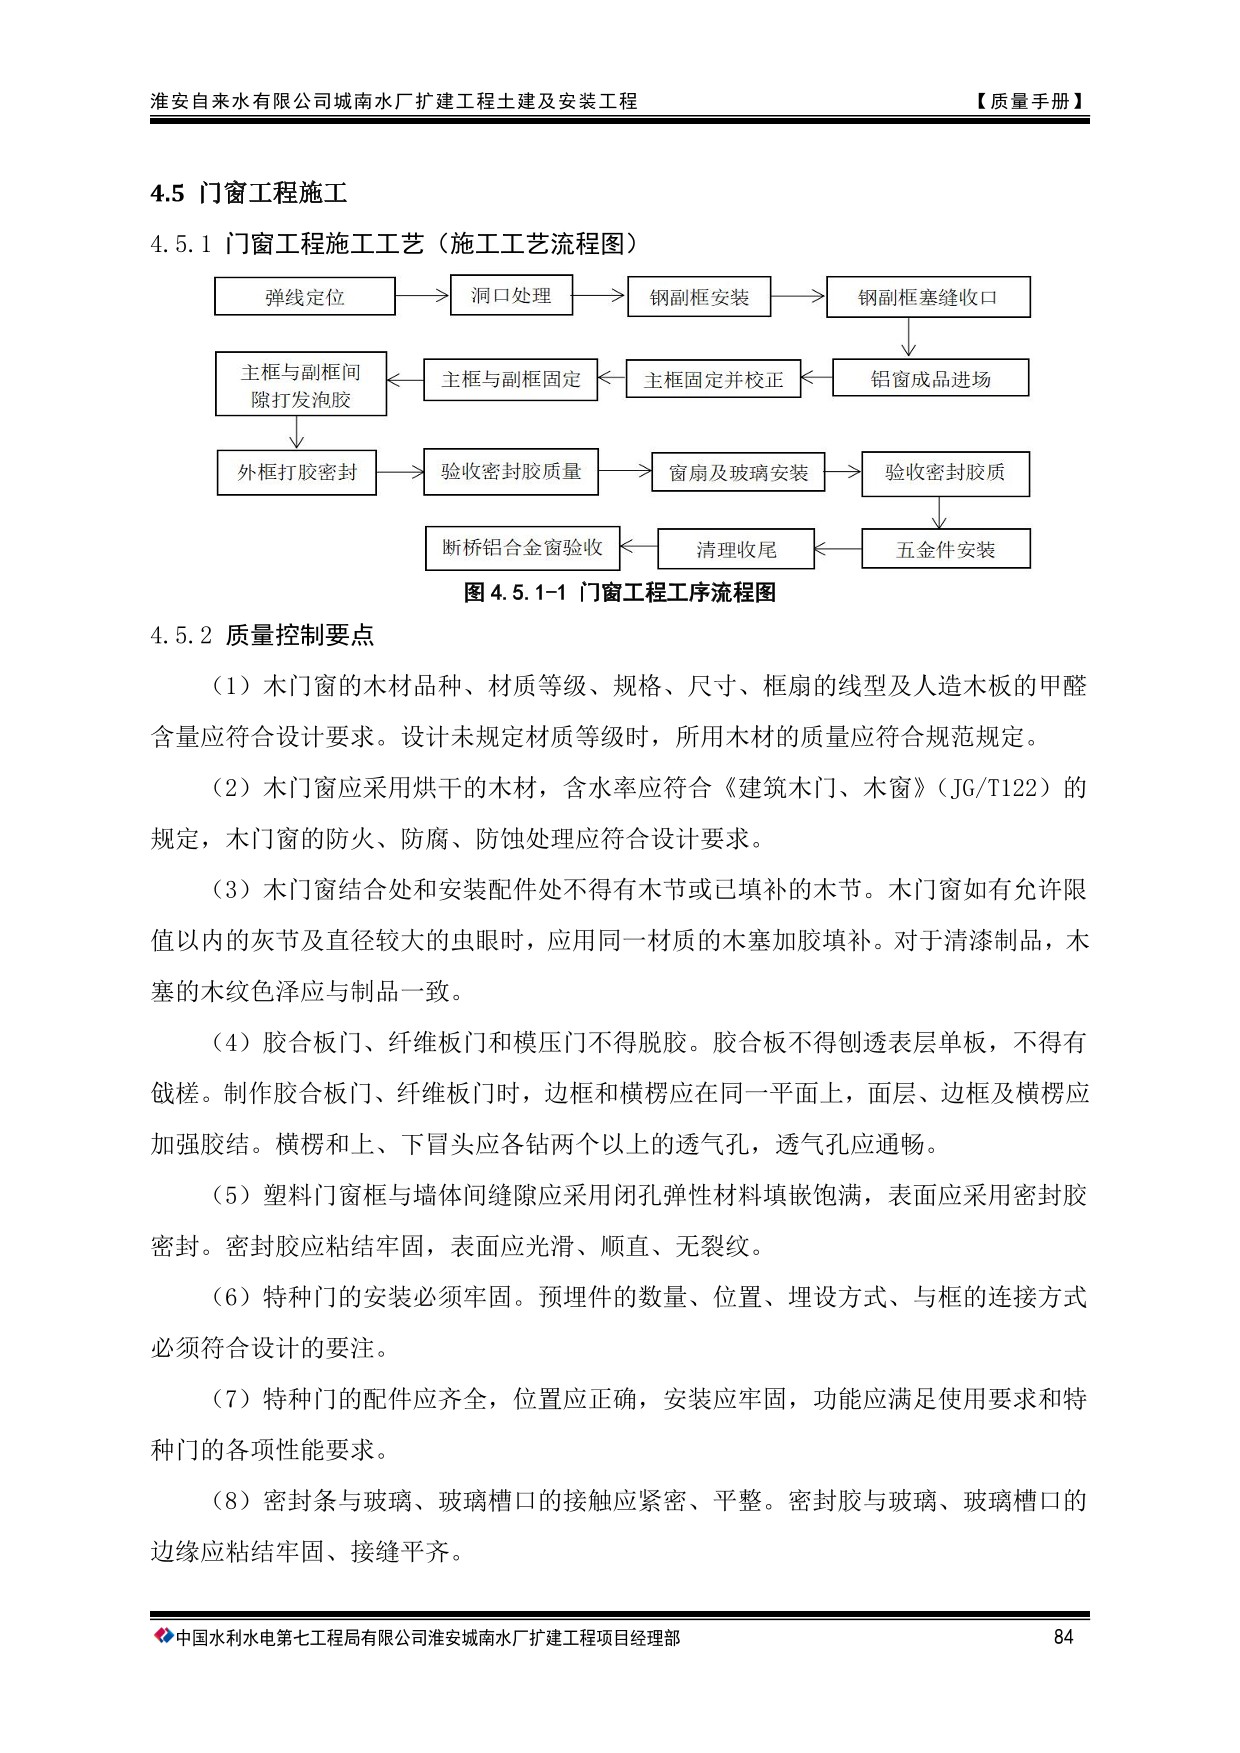 淮安自来水有限公司城南水厂扩建工程土建及安装工程 【质量手册】
4.5 门窗工程施工
4.5.1 门窗工程施工工艺（施工工艺流程图）
弹线定位
洞口处理
钢副框安装
钢副框塞缝收口
铝窗成品进场
主框固定并校正
主框与副框固定
主框与副框间
隙打发泡胶
外框打胶密封
验收密封胶质量
窗扇及玻璃安装
验收密封胶质
五金件安装
清理收尾
断桥铝合金窗验收
图 4.5.1-1 门窗工程工序流程图
4.5.2 质量控制要点
（1）木门窗的木材品种、材质等级、规格、尺寸、框扇的线型及人造木板的甲醛
含量应符合设计要求。设计未规定材质等级时，所用木材的质量应符合规范规定。
（2）木门窗应采用烘干的木材，含水率应符合《建筑木门、木窗》（JG/T122）的
规定，木门窗的防火、防腐、防蚀处理应符合设计要求。
（3）木门窗结合处和安装配件处不得有木节或已填补的木节。木门窗如有允许限
值以内的灰节及直径较大的虫眼时，应用同一材质的木塞加胶填补。对于清漆制品，木
塞的木纹色泽应与制品一致。
（4）胶合板门、纤维板门和模压门不得脱胶。胶合板不得刨透表层单板，不得有
戗槎。制作胶合板门、纤维板门时，边框和横楞应在同一平面上，面层、边框及横楞应
加强胶结。横楞和上、下冒头应各钻两个以上的透气孔，透气孔应通畅。
（5）塑料门窗框与墙体间缝隙应采用闭孔弹性材料填嵌饱满，表面应采用密封胶
密封。密封胶应粘结牢固，表面应光滑、顺直、无裂纹。
（6）特种门的安装必须牢固。预埋件的数量、位置、埋设方式、与框的连接方式
必须符合设计的要注。
（7）特种门的配件应齐全，位置应正确，安装应牢固，功能应满足使用要求和特
种门的各项性能要求。
（8）密封条与玻璃、玻璃槽口的接触应紧密、平整。密封胶与玻璃、玻璃槽口的
边缘应粘结牢固、接缝平齐。
中国水利水电第七工程局有限公司淮安城南水厂扩建工程项目经理部 84